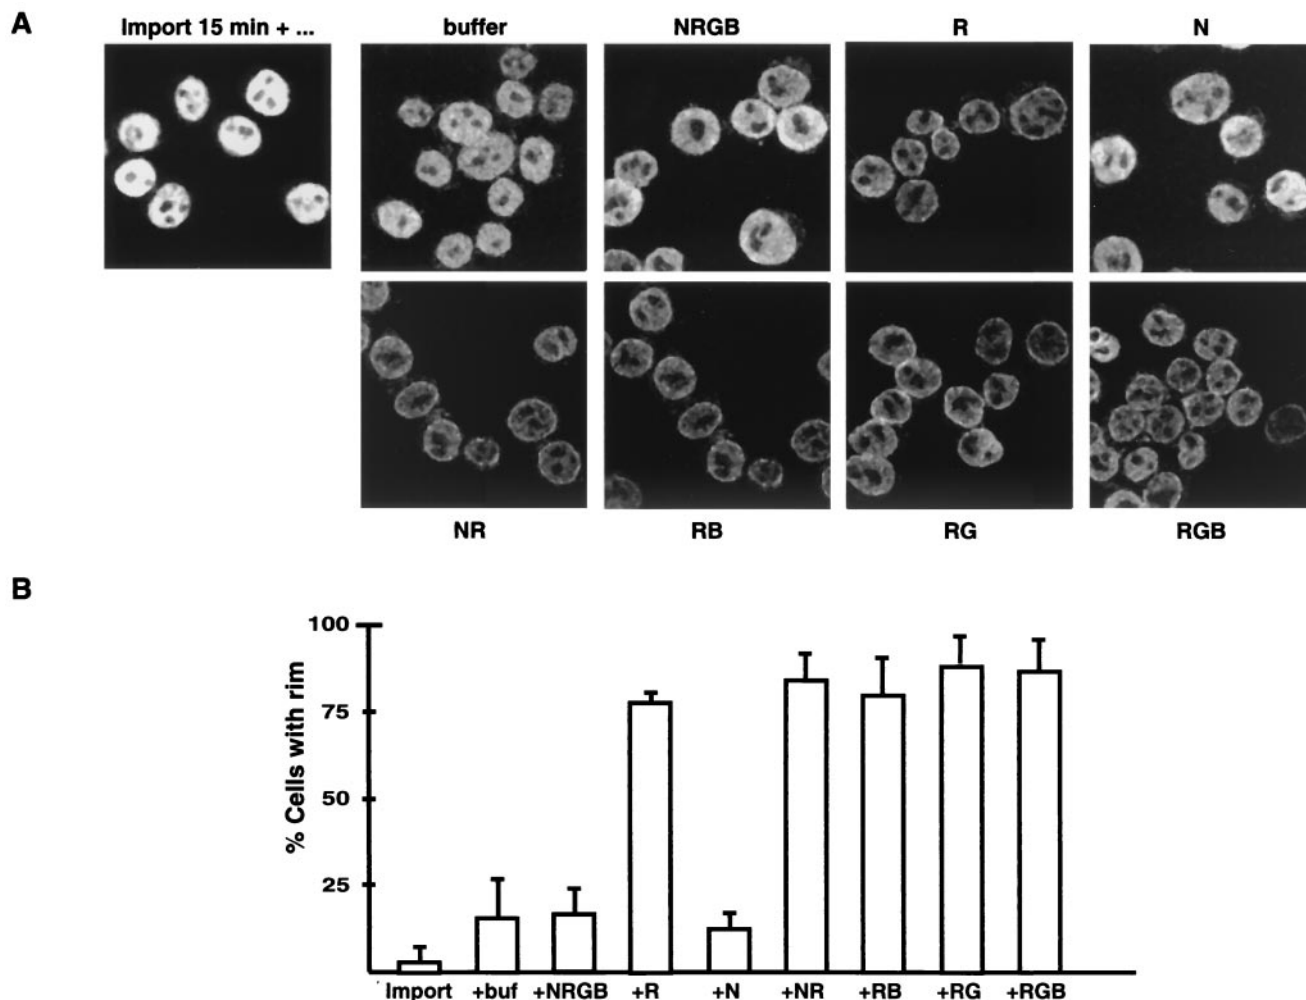 A
Import 15 min + ...
buffer
NRGB
R
N
NR
RB
RG
RGB
B
% Cells with rim
100
75
50
25
Import +buf +NRGB +R +N +NR +RB +RG +RGB